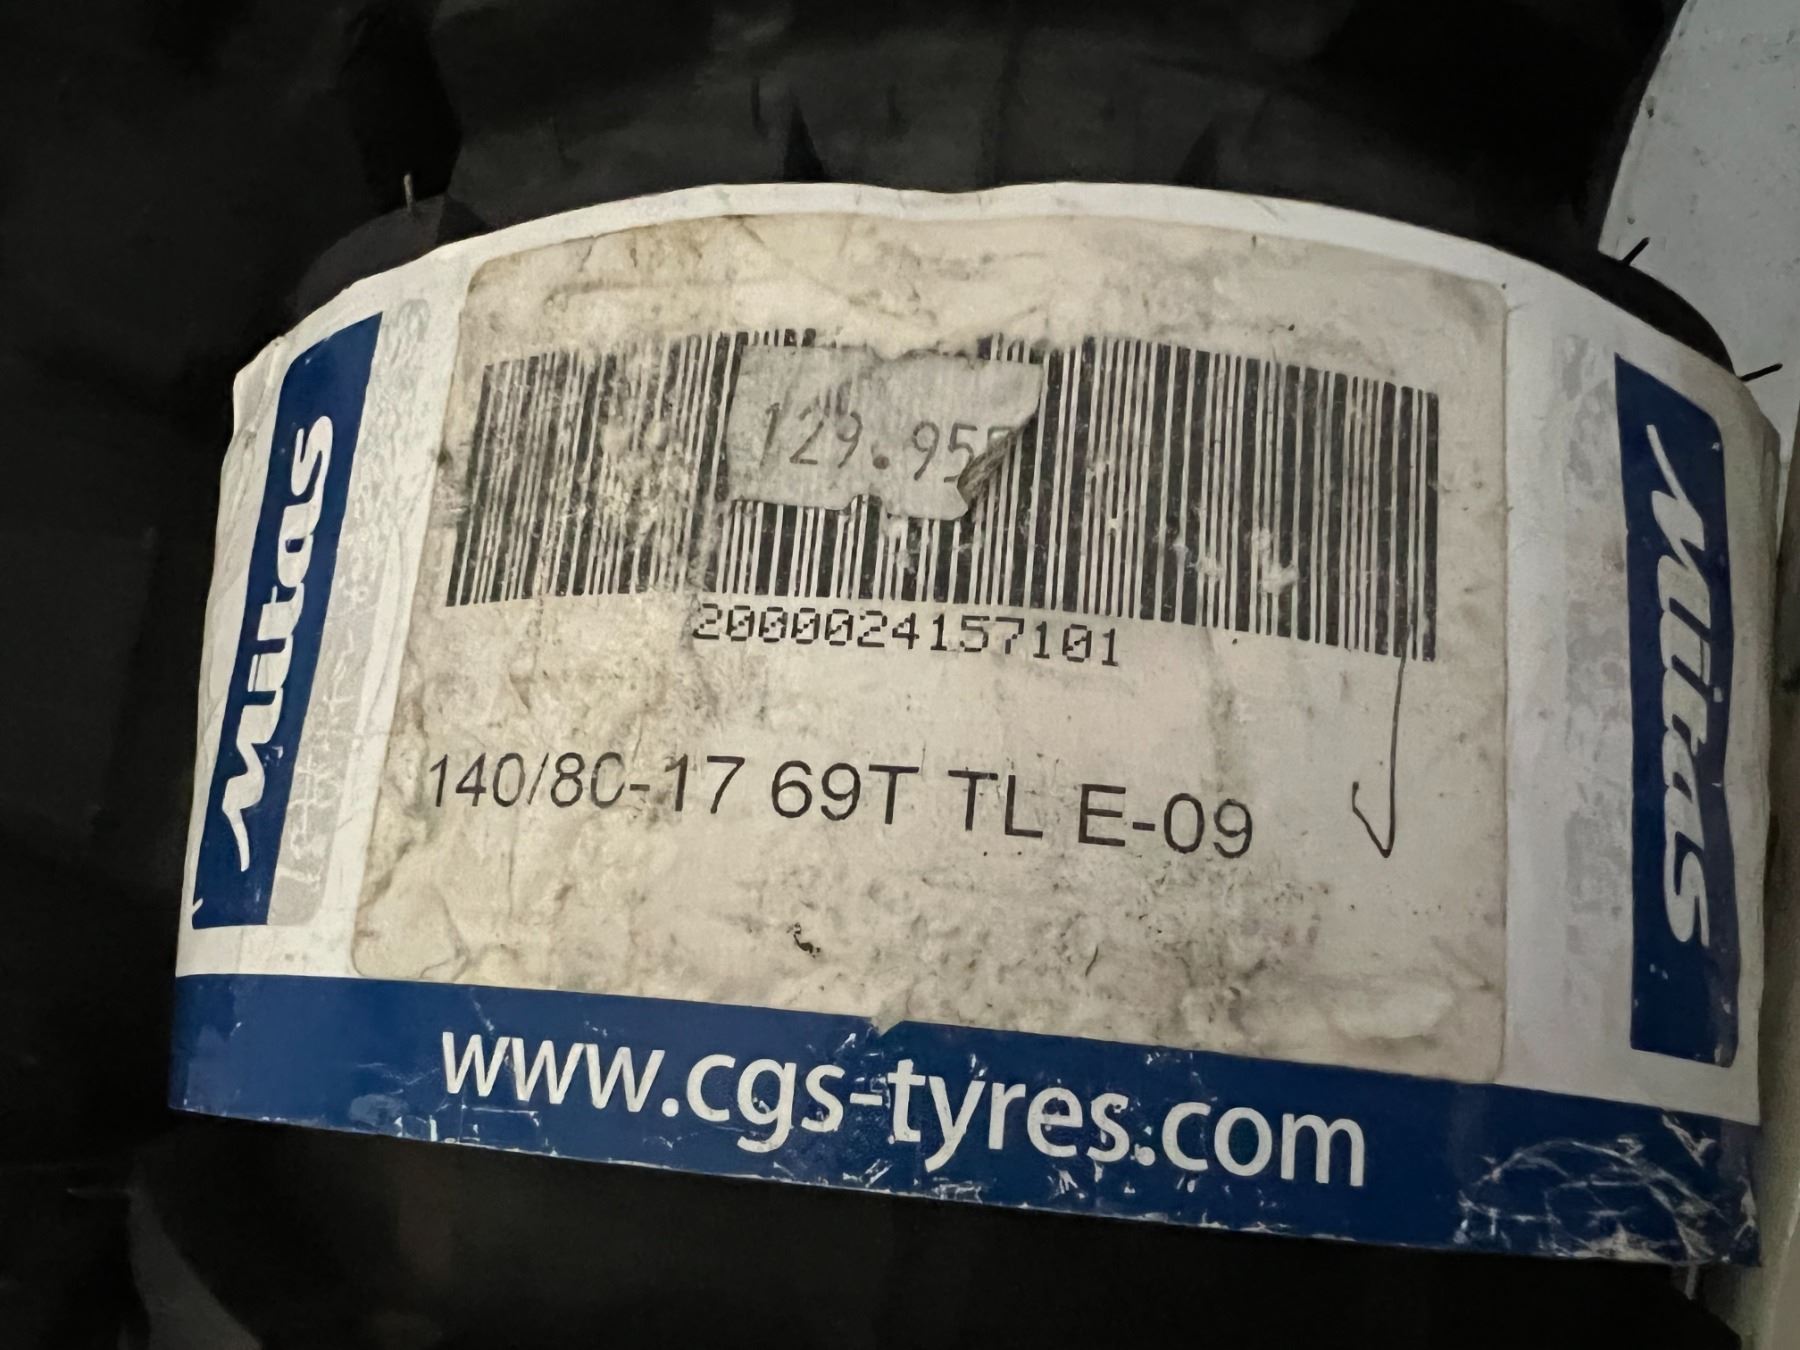 Mitas
129.95
2000024157101
140/80-17 69T TL E-09
Mitas
www.cgs-tyres.com